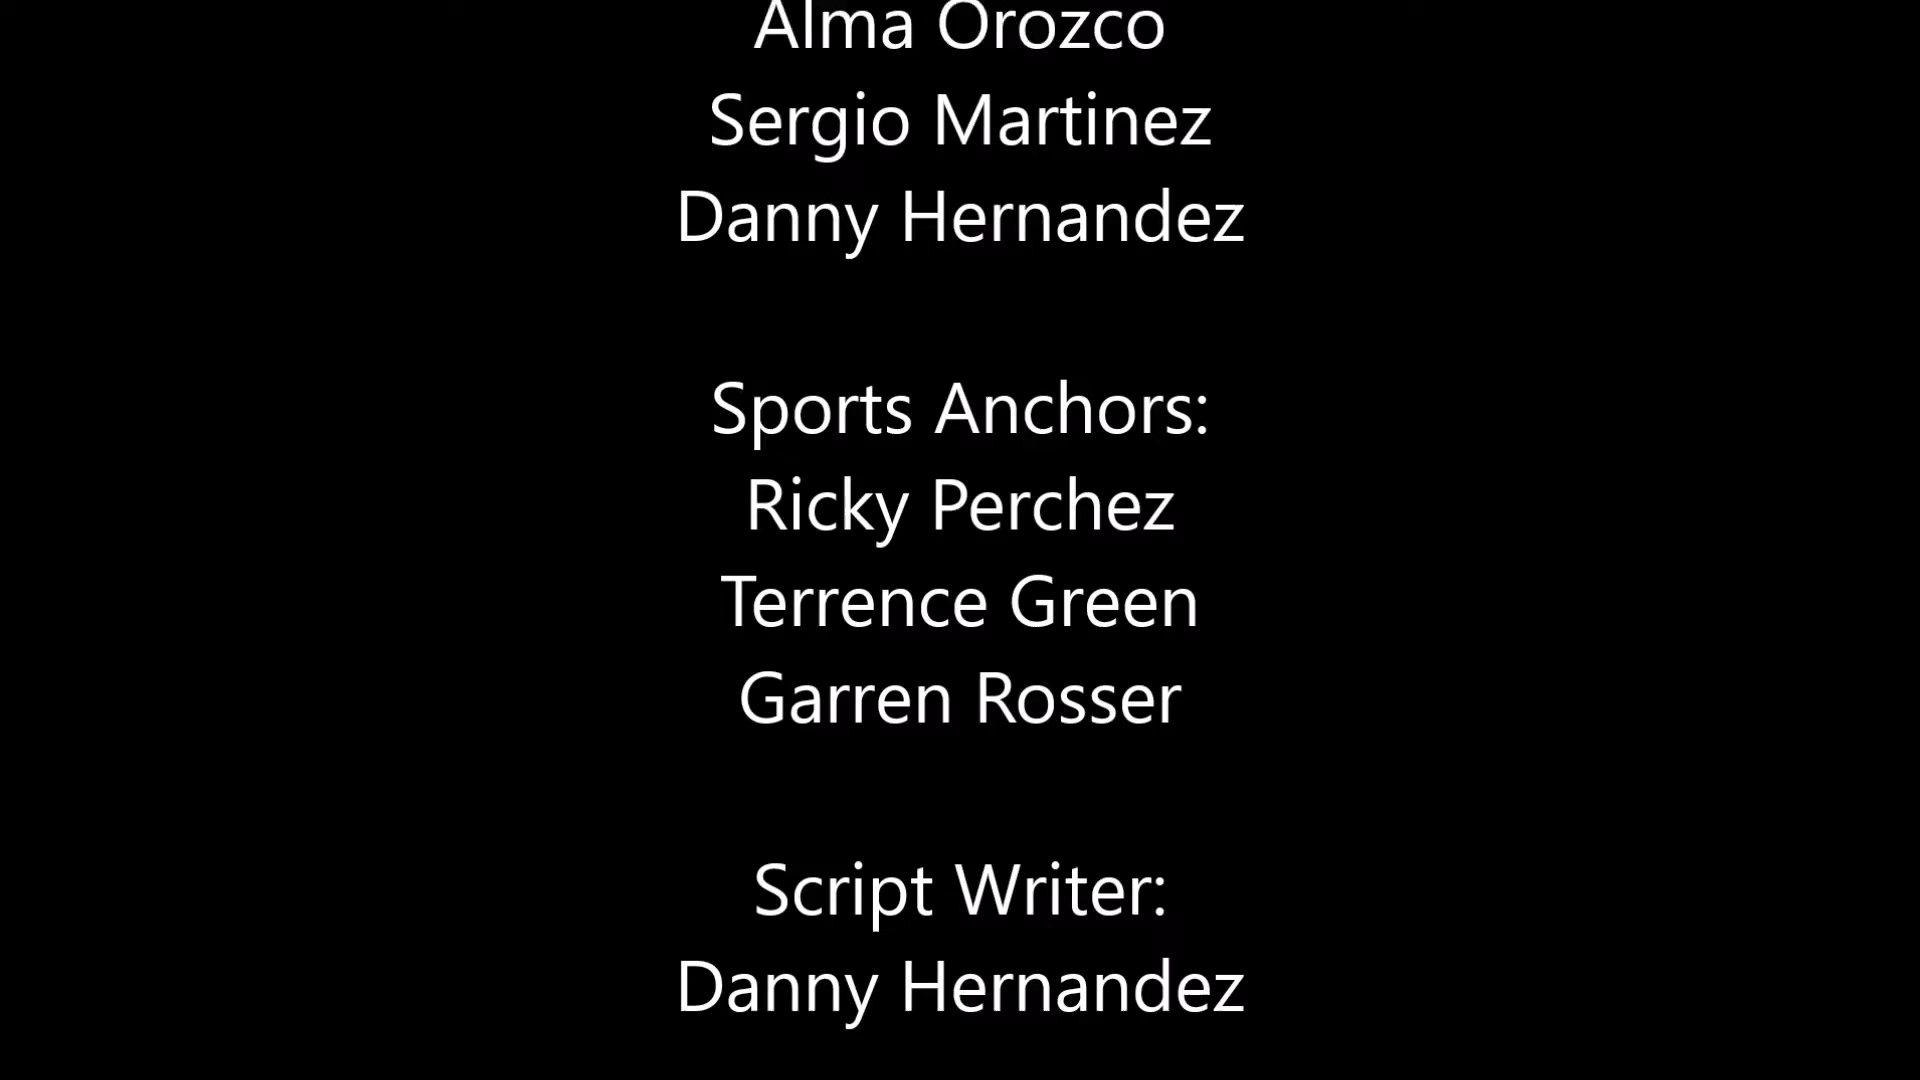 Alma Orozco
Sergio Martinez
Danny Hernandez
Sports Anchors:
Ricky Perchez
Terrence Green
Garren Rosser
Script Writer:
Danny Hernandez